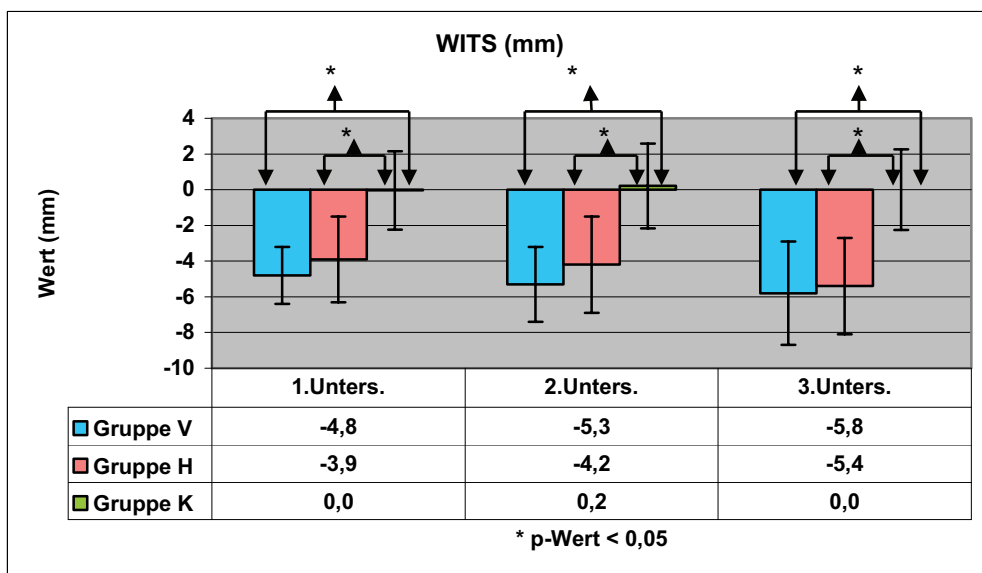 WITS (mm)
* * *
4
* * *
2
0
-2
-4
-6
-8
-10
Wert (mm)
1.Unters. 2.Unters. 3.Unters.
Gruppe V -4,8 -5,3 -5,8
Gruppe H -3,9 -4,2 -5,4
Gruppe K 0,0 0,2 0,0
* p-Wert < 0,05